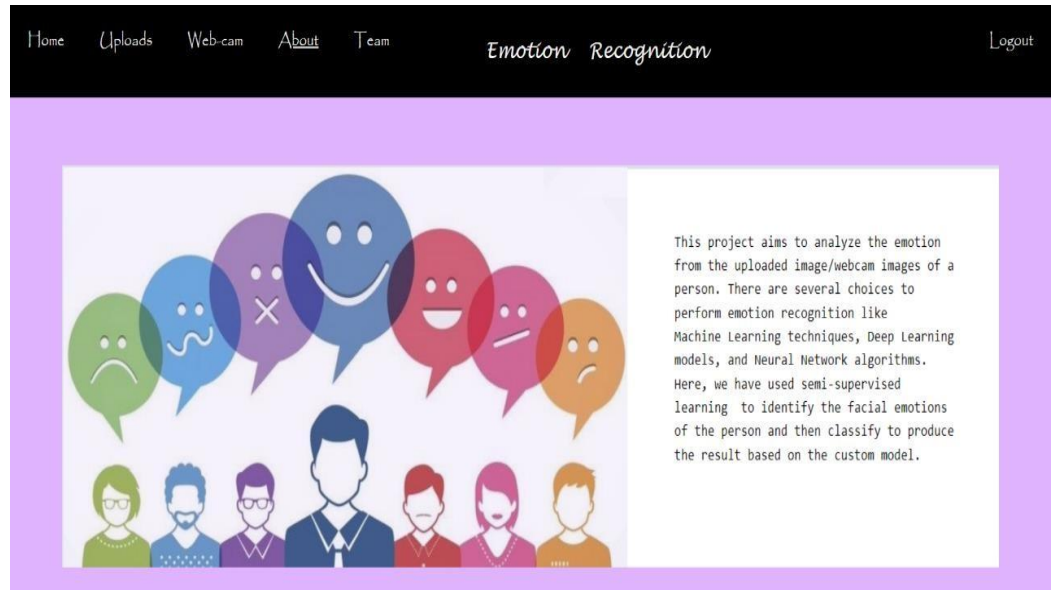 Home Uploads Web-cam About Team Emotion Recognition Logout
This project aims to analyze the emotion
from the uploaded image/webcam images of a
person. There are several choices to
perform emotion recognition like
Machine Learning techniques, Deep Learning
models, and Neural Network algorithms.
Here, we have used semi-supervised
learning to identify the facial emotions
of the person and then classify to produce
the result based on the custom model.